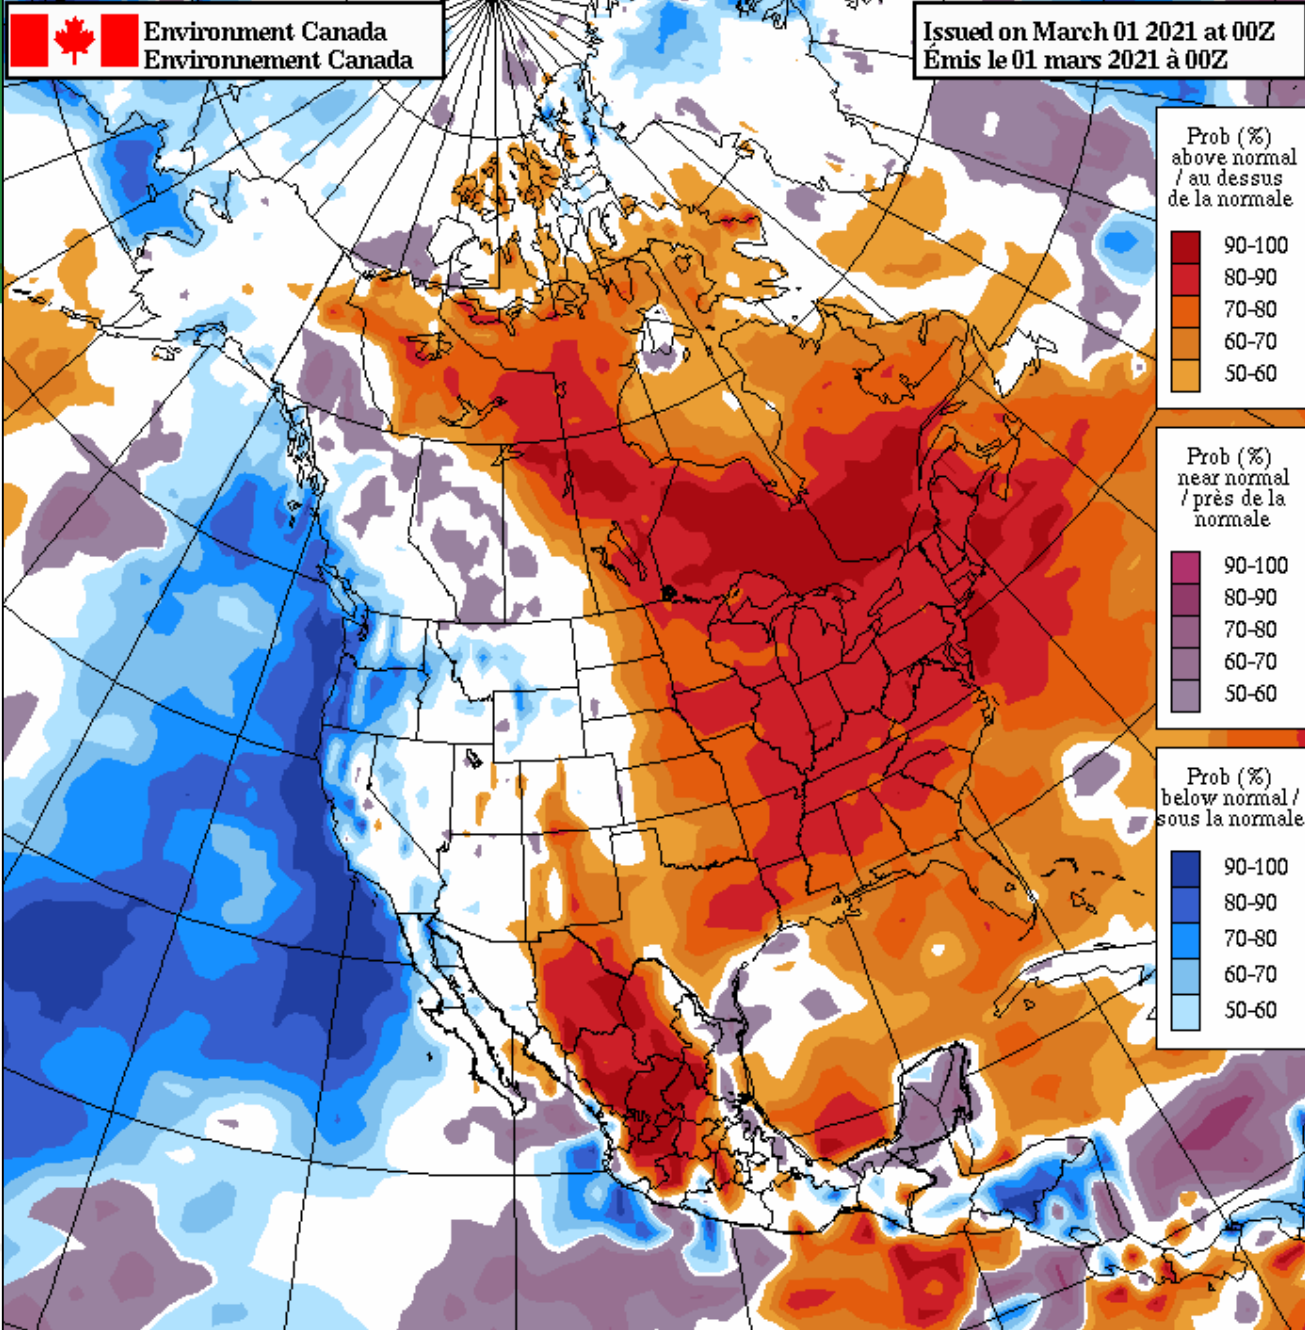 Environment Canada
Environnement Canada
Issued on March 01 2021 at 00Z
Émis le 01 mars 2021 à 00Z
Prob (%)
above normal
/ au dessus
de la normale
90-100
80-90
70-80
60-70
50-60
Prob (%)
near normal
/ près de la
normale
90-100
80-90
70-80
60-70
50-60
Prob (%)
below normal /
sous la normale
90-100
80-90
70-80
60-70
50-60